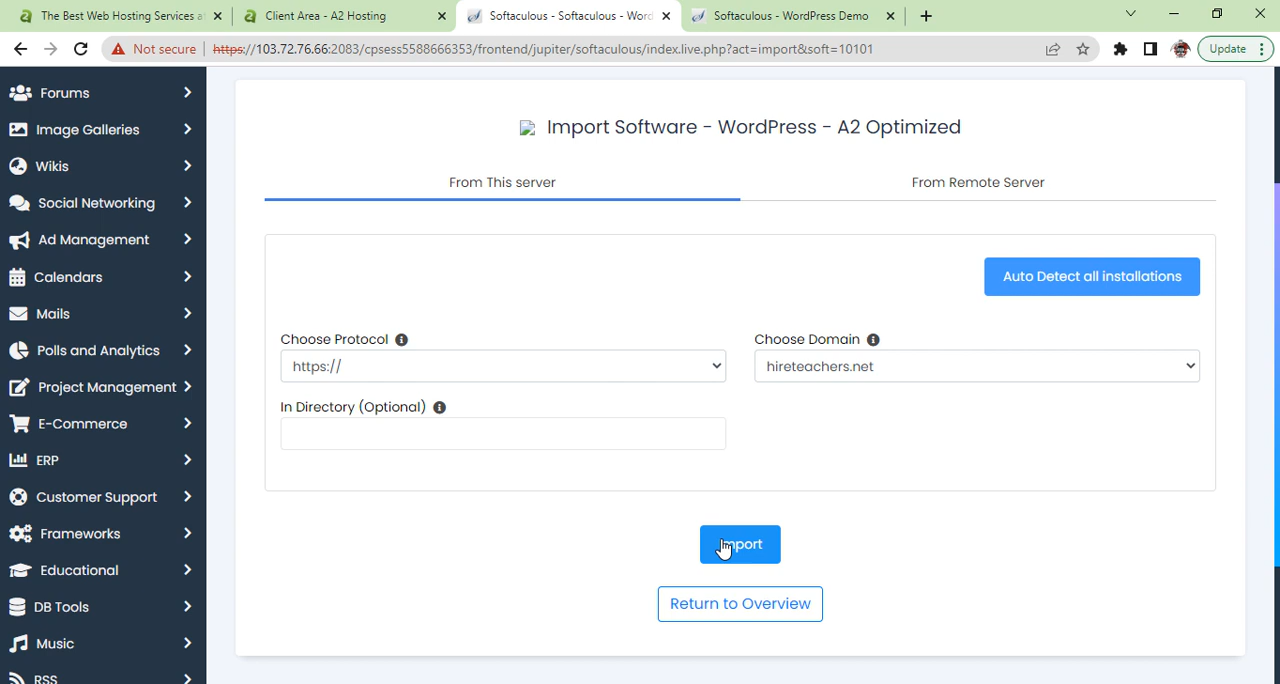 The Best Web Hosting Services at
Client Area - A2 Hosting
Softaculous - Softaculous - Word
Softaculous - WordPress Demo
Not secure
https://103.72.76.66:2083/cpsess5588666353/frontend/jupiter/softaculous/index.live.php?act=import&soft=10101
Update
Forums
Image Galleries
Wikis
Social Networking
Ad Management
Calendars
Mails
Polls and Analytics
Project Management
E-Commerce
ERP
Customer Support
Frameworks
Educational
DB Tools
Music
RSS
Import Software - WordPress - A2 Optimized
From This server
From Remote Server
Auto Detect all installations
Choose Protocol
Choose Domain
https://
hireteachers.net
In Directory (Optional)
Import
Return to Overview